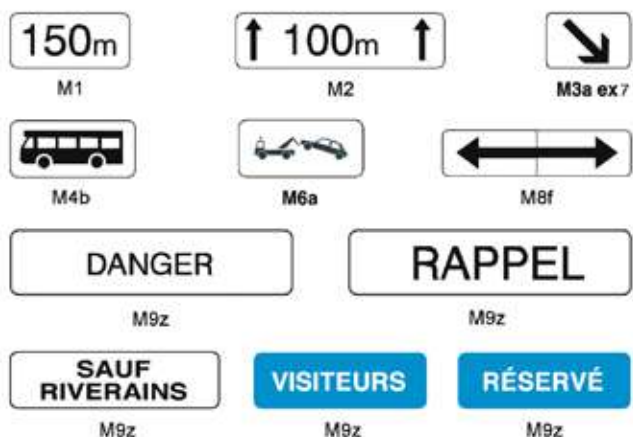 150m
100m
M1
M2
M3a ex7
M4b
M6a
M8f
DANGER
RAPPEL
M9z
M9z
SAUF
RIVERAINS
VISITEURS
RÉSERVÉ
M9z
M9z
M9z